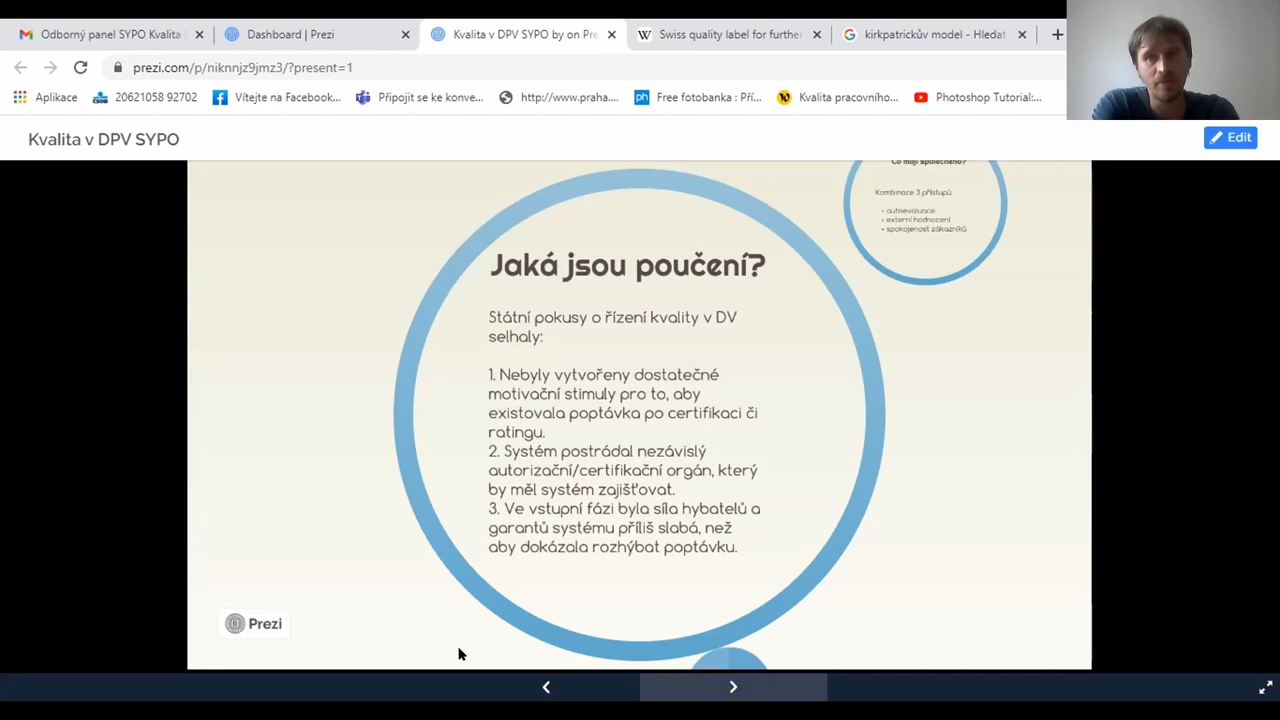 Odborný panel SYPO Kvalita
Dashboard | Prezi
Kvalita v DPV SYPO by on Pre
Swiss quality label for further
kirkpatrickův model - Hledat
prezi.com/p/niknnjz9jmz3/?present=1
Aplikace
20621058 92702
Vítejte na Facebook...
Připojit se ke konve...
http://www.praha....
Free fotobanka : Pří...
Kvalita pracovního...
Photoshop Tutorial:...
Kvalita v DPV SYPO
Edit
Co mají společného?
Kombinace 3 přístupů:
• autoevaluace
• externí hodnocení
• spokojenost zákazníků
Jaká jsou poučení?
Státní pokusy o řízení kvality v DV
selhaly:
1. Nebyly vytvořeny dostatečné
motivační stimuly pro to, aby
existovala poptávka po certifikaci či
ratingu.
2. Systém postrádal nezávislý
autorizační/certifikační orgán, který
by měl systém zajišťovat.
3. Ve vstupní fázi byla síla hybatelů a
garantů systému příliš slabá, než
aby dokázala rozhýbat poptávku.
Prezi